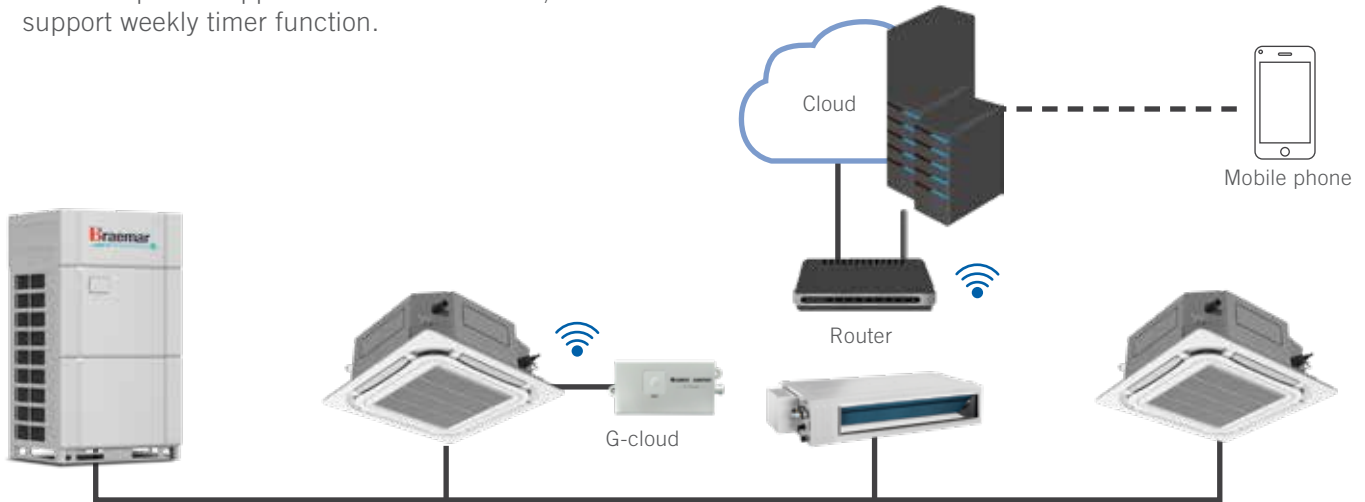 support weekly timer function.
Cloud
Mobile phone
Braemar
Router
G-cloud